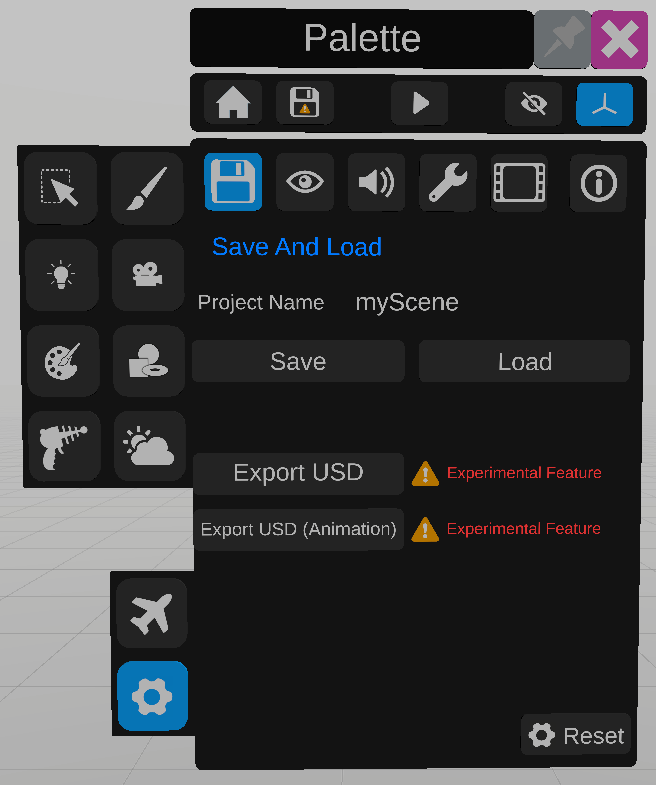 Palette
Save And Load
Project Name myScene
Save Load
Export USD Experimental Feature
Export USD (Animation) Experimental Feature
Reset